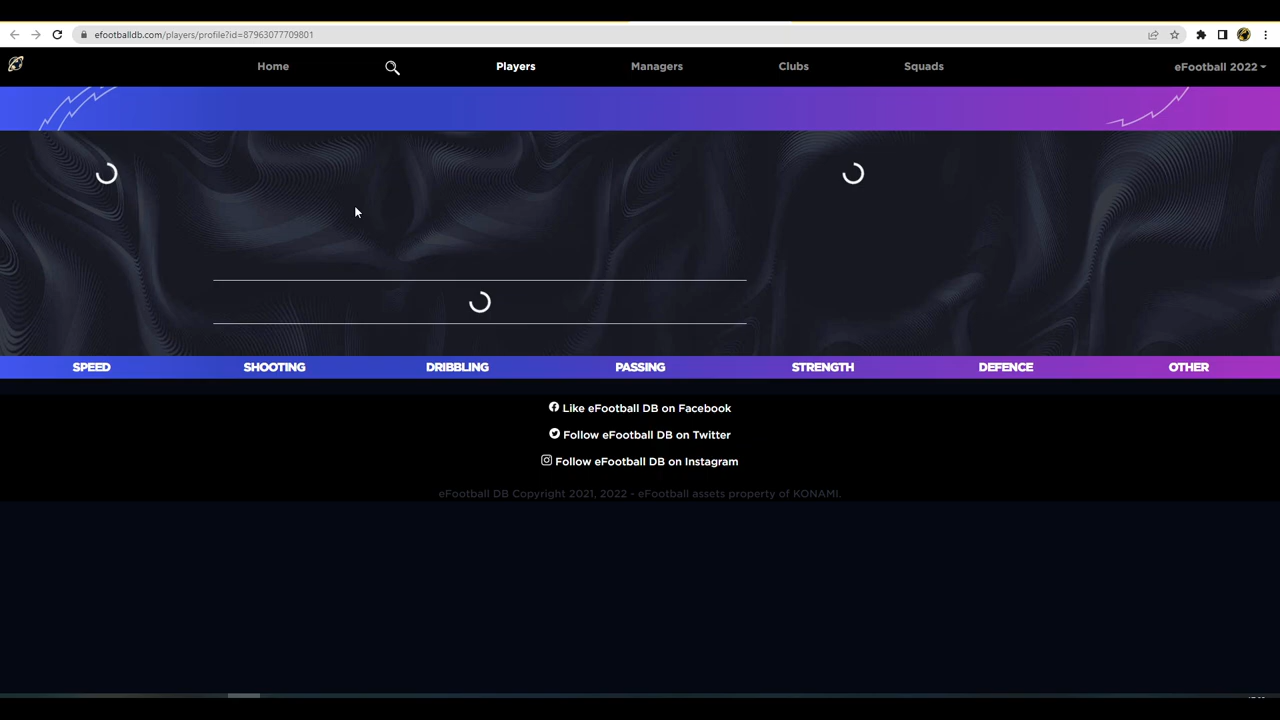 efootballdb.com/players/profile?id=87963077709801
Home Players Managers Clubs Squads eFootball 2022
SPEED SHOOTING DRIBBLING PASSING STRENGTH DEFENCE OTHER
Like eFootball DB on Facebook
Follow eFootball DB on Twitter
Follow eFootball DB on Instagram
eFootball DB Copyright 2021, 2022 - eFootball assets property of KONAMI.